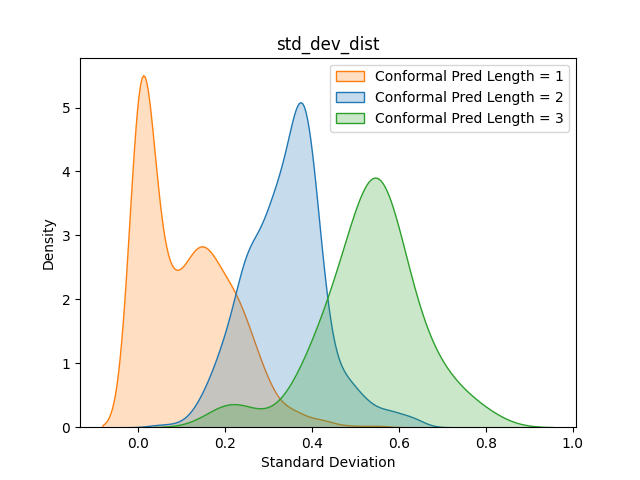 std_dev_dist
Conformal Pred Length = 1
Conformal Pred Length = 2
Conformal Pred Length = 3
Density
5
4
3
2
1
0
0.0 0.2 0.4 0.6 0.8 1.0
Standard Deviation